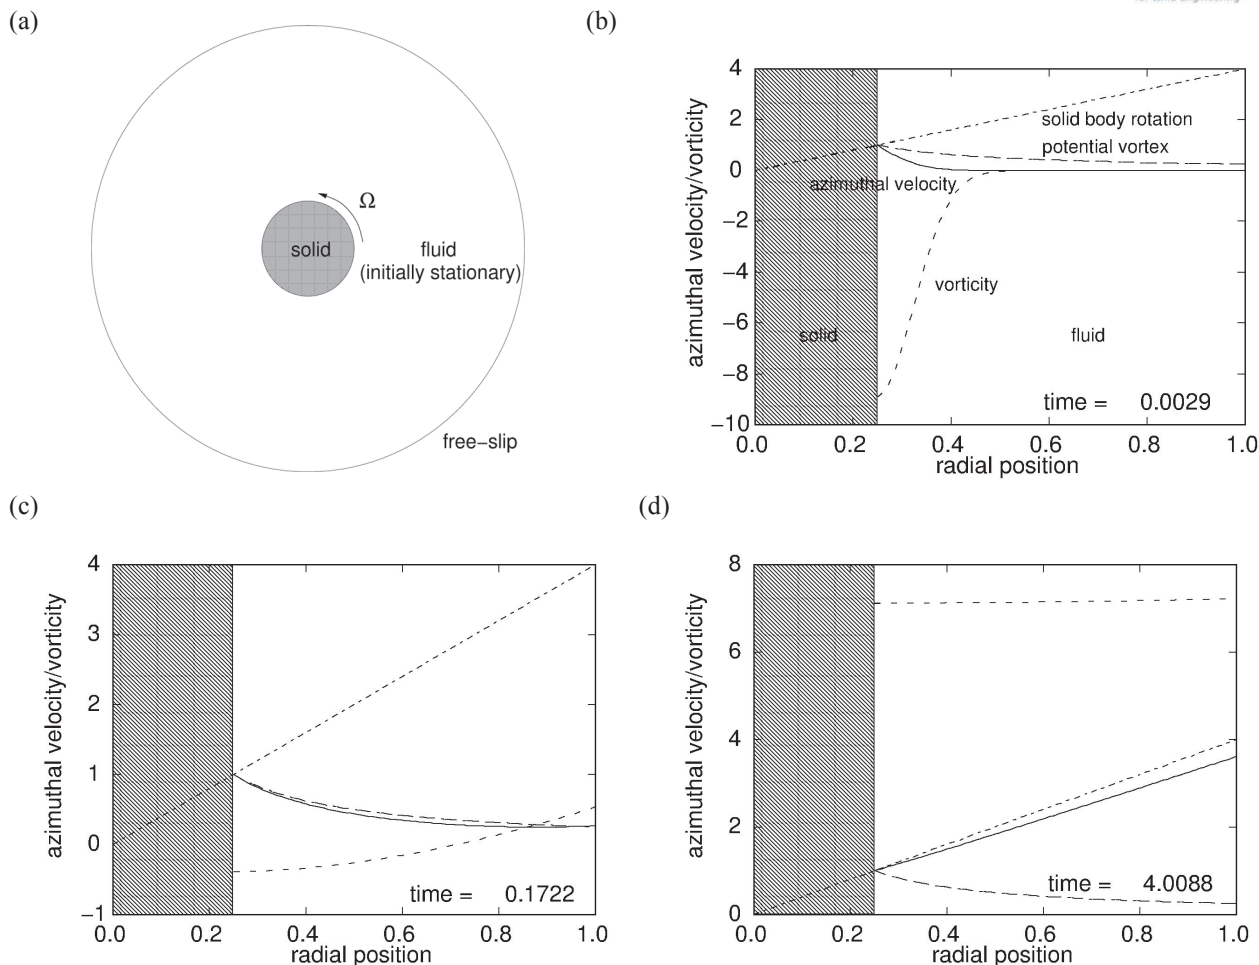 (a)
Ω
solid
fluid
(initially stationary)
free−slip
(b)
azimuthal velocity/vorticity
4
2
0
−2
−4
−6
−8
−10
solid body rotation
potential vortex
azimuthal velocity
vorticity
solid
fluid
time = 0.0029
0.0 0.2 0.4 0.6 0.8 1.0
radial position
(c)
azimuthal velocity/vorticity
4
3
2
1
0
−1
time = 0.1722
0.0 0.2 0.4 0.6 0.8 1.0
radial position
(d)
azimuthal velocity/vorticity
8
6
4
2
0
time = 4.0088
0.0 0.2 0.4 0.6 0.8 1.0
radial position